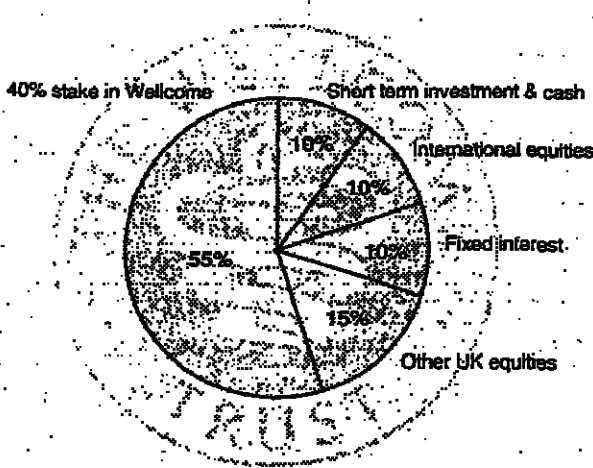 40% stake in Wellcome
Short term investment & cash
10%
International equities
10%
Fixed interest
10%
55%
15%
Other UK equities
TRUST